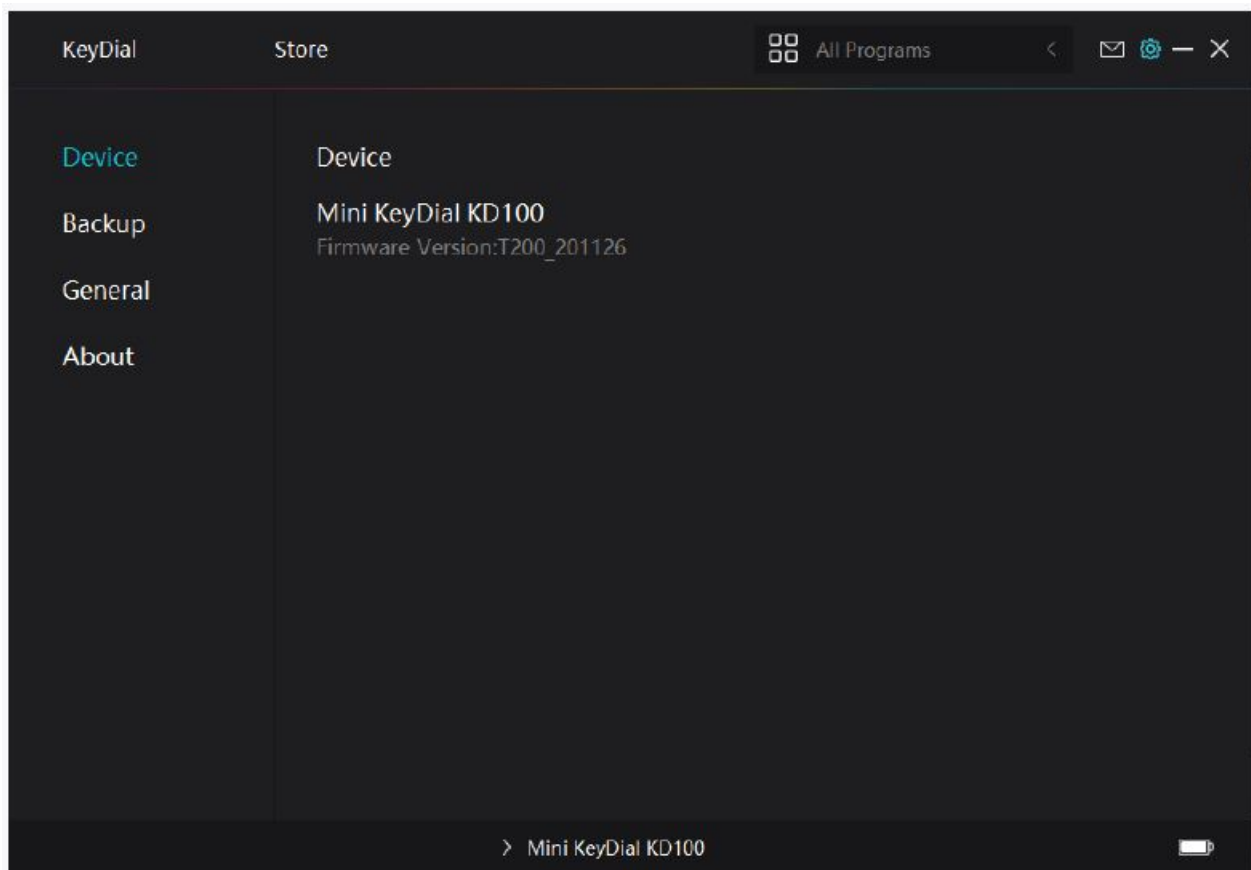 KeyDial Store All Programs
Device
Backup
General
About
Device
Mini KeyDial KD100
Firmware Version:T200_201126
Mini KeyDial KD100